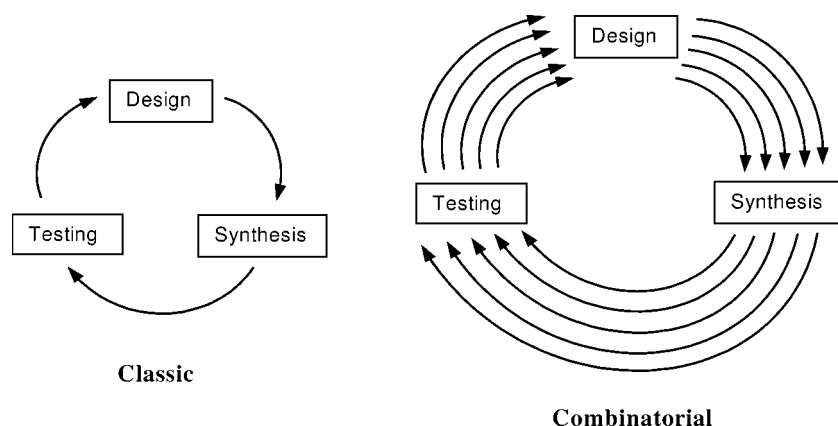 Design
Testing
Synthesis
Classic
Design
Testing
Synthesis
Combinatorial